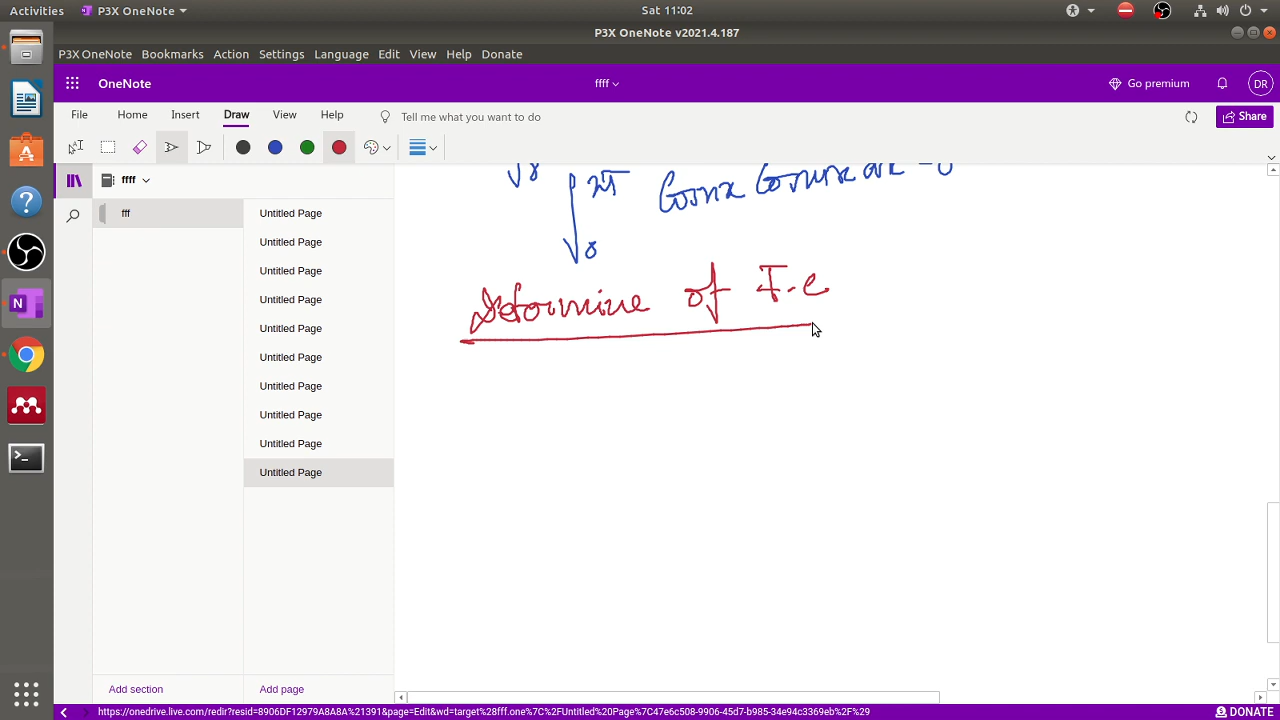 Activities P3X OneNote Sat 11:02
P3X OneNote v2021.4.187
P3X OneNote Bookmarks Action Settings Language Edit View Help Donate
OneNote ffff Go premium DR
File Home Insert Draw View Help Tell me what you want to do Share
ffff
fff
Untitled Page
Untitled Page
Untitled Page
Untitled Page
Untitled Page
Untitled Page
Untitled Page
Untitled Page
Untitled Page
Untitled Page
∫ 2π
0
Determine of F.c
Add section Add page
https://onedrive.live.com/redir?resid=8906DF12979A8A8A%21391&page=Edit&wd=target%28fff.one%7C%2FUntitled%20Page%7C47e6c508-9906-45d7-b985-34e94c3369eb%2F%29 DONATE